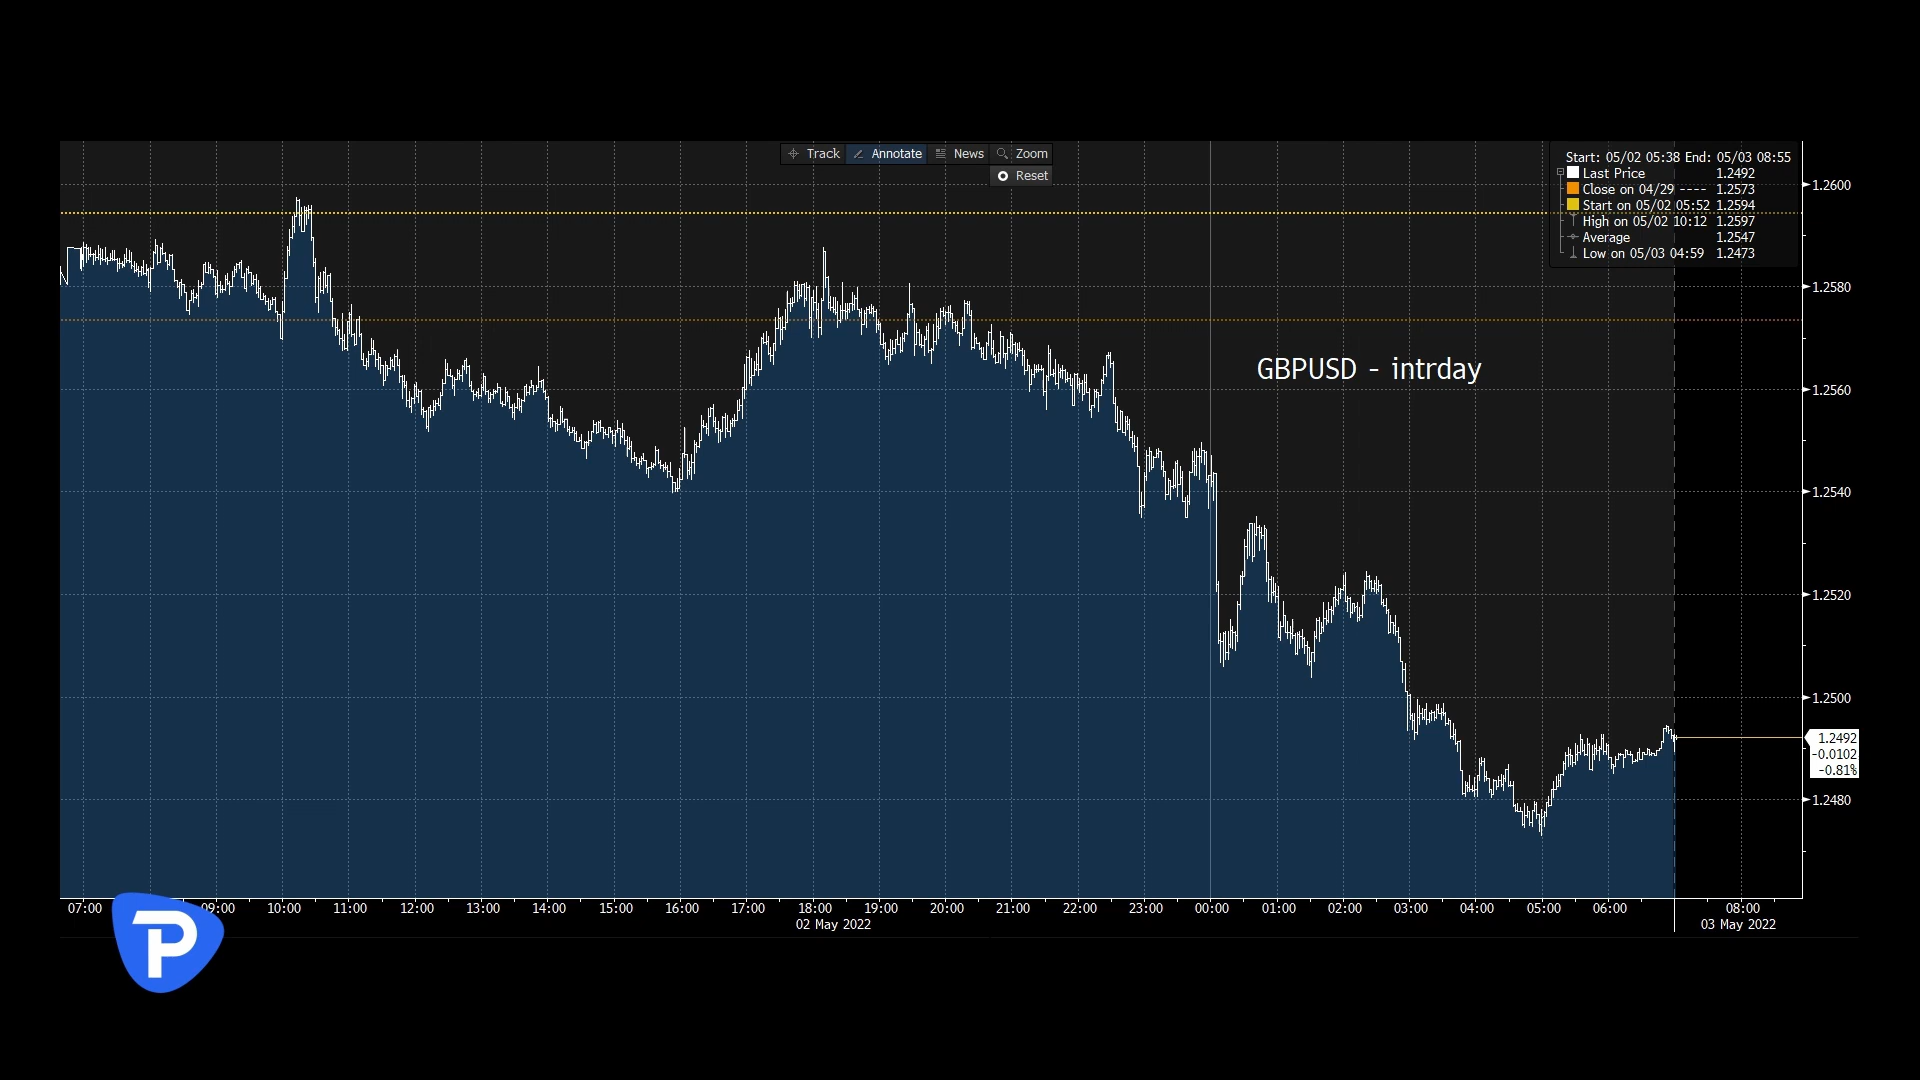 Track Annotate News Zoom
Reset
Start: 05/02 05:38 End: 05/03 08:55
Last Price 1.2492
Close on 04/29 ---- 1.2573
Start on 05/02 05:52 1.2594
High on 05/02 10:12 1.2597
Average 1.2547
Low on 05/03 04:59 1.2473
1.2600
1.2580
GBPUSD - intrday
1.2560
1.2540
1.2520
1.2500
1.2492
-0.0102
-0.81%
1.2480
07:00 09:00 10:00 11:00 12:00 13:00 14:00 15:00 16:00 17:00 18:00 19:00 20:00 21:00 22:00 23:00 00:00 01:00 02:00 03:00 04:00 05:00 06:00 08:00
02 May 2022 03 May 2022
P